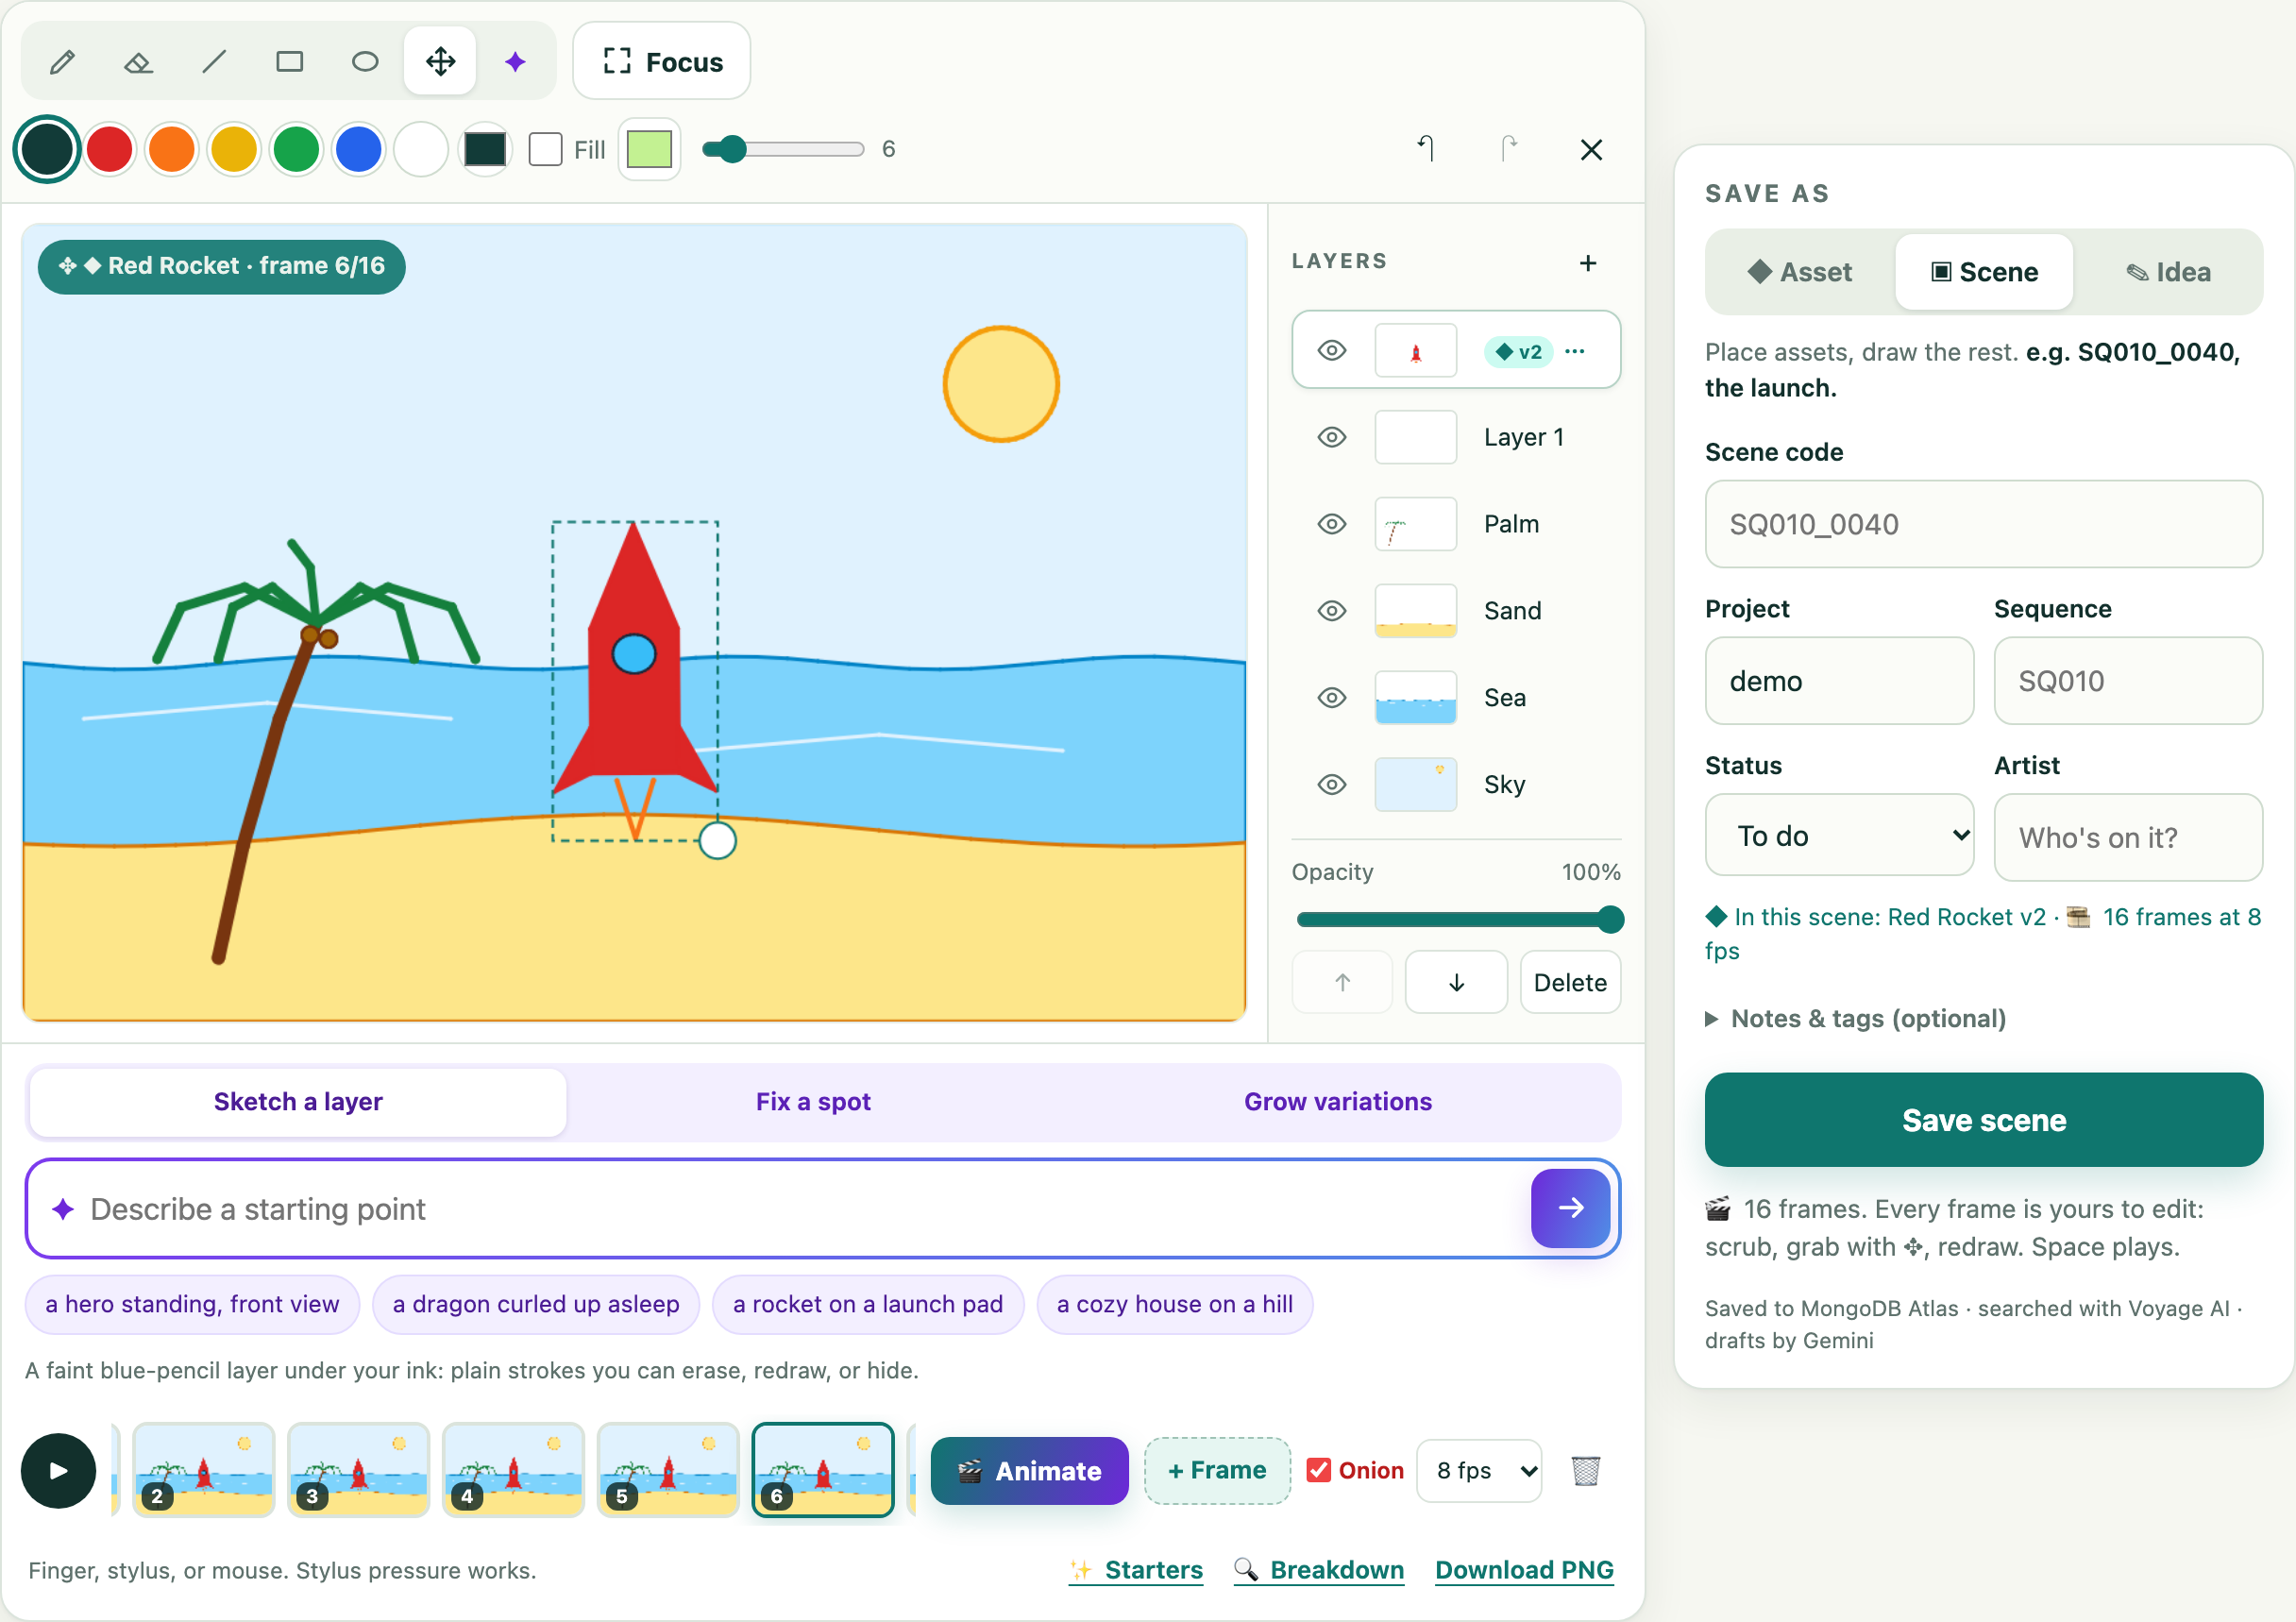 Focus
Fill
6
Red Rocket · frame 6/16
LAYERS
v2
Layer 1
Palm
Sand
Sea
Sky
Opacity 100%
Delete
Sketch a layer
Fix a spot
Grow variations
Describe a starting point
a hero standing, front view
a dragon curled up asleep
a rocket on a launch pad
a cozy house on a hill
A faint blue-pencil layer under your ink: plain strokes you can erase, redraw, or hide.
2
3
4
5
6
Animate
+ Frame
Onion
8 fps
Finger, stylus, or mouse. Stylus pressure works.
Starters
Breakdown
Download PNG
SAVE AS
Asset
Scene
Idea
Place assets, draw the rest. e.g. SQ010_0040,
the launch.
Scene code
SQ010_0040
Project
Sequence
demo
SQ010
Status
Artist
To do
Who's on it?
In this scene: Red Rocket v2 · 16 frames at 8
fps
Notes & tags (optional)
Save scene
16 frames. Every frame is yours to edit:
scrub, grab with ✥, redraw. Space plays.
Saved to MongoDB Atlas · searched with Voyage AI ·
drafts by Gemini